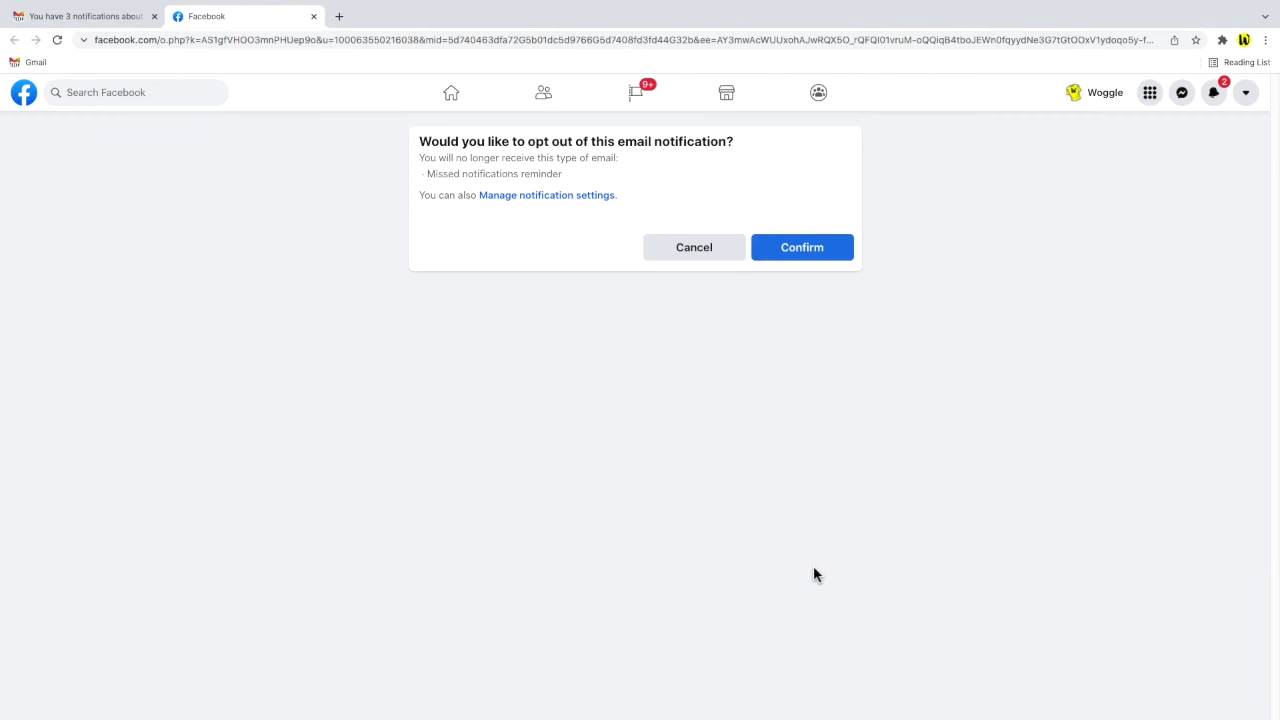 You have 3 notifications about
Facebook
Gmail
Reading List
Search Facebook
9+
Woggle
2
Would you like to opt out of this email notification?
You will no longer receive this type of email:
- Missed notifications reminder
You can also Manage notification settings.
Cancel
Confirm